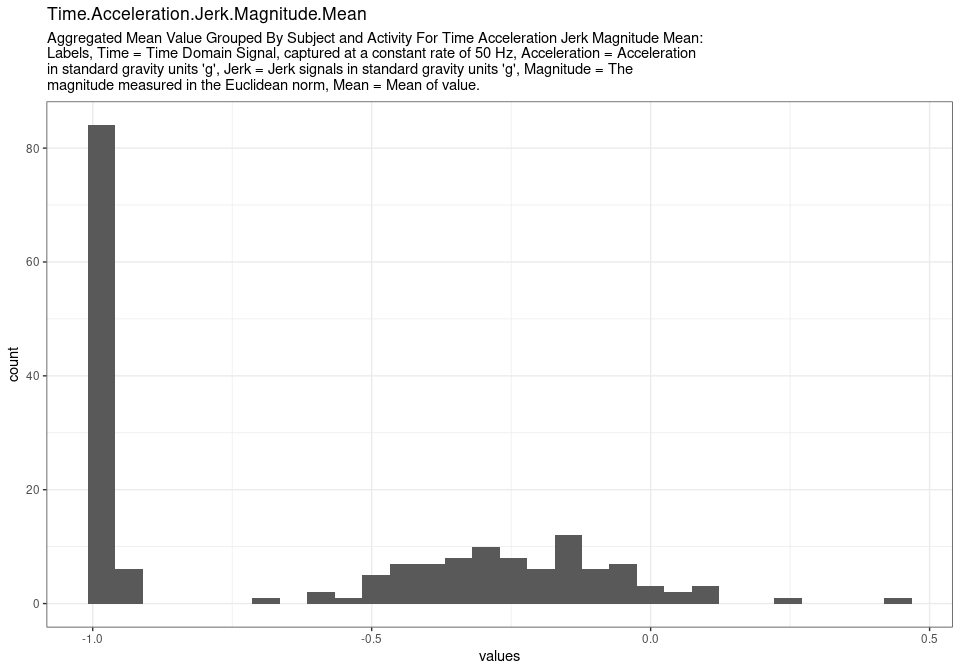 Time.Acceleration.Jerk.Magnitude.Mean
Aggregated Mean Value Grouped By Subject and Activity For Time Acceleration Jerk Magnitude Mean:
Labels, Time = Time Domain Signal, captured at a constant rate of 50 Hz, Acceleration = Acceleration
in standard gravity units 'g', Jerk = Jerk signals in standard gravity units 'g', Magnitude = The
magnitude measured in the Euclidean norm, Mean = Mean of value.
80
60
40
20
0
count
-1.0
-0.5
0.0
0.5
values